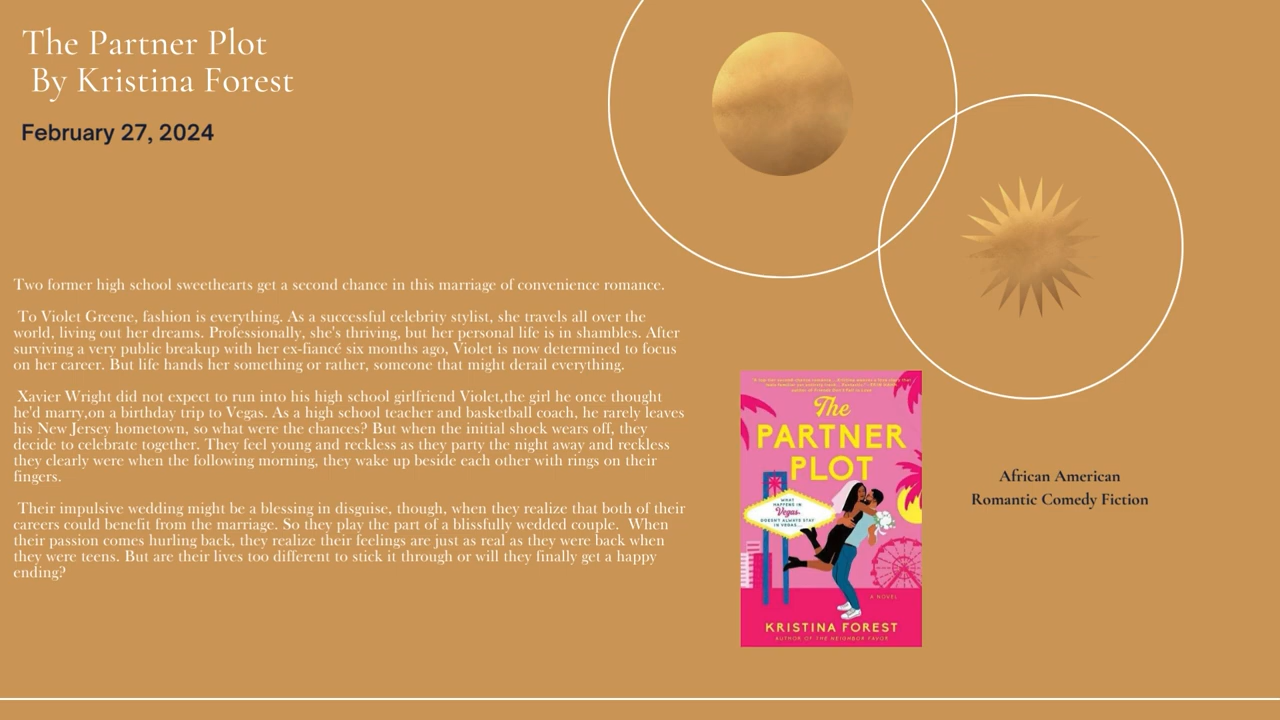 The Partner Plot
By Kristina Forest
February 27, 2024
Two former high school sweethearts get a second chance in this marriage of convenience romance.
To Violet Greene, fashion is everything. As a successful celebrity stylist, she travels all over the
world, living out her dreams. Professionally, she's thriving, but her personal life is in shambles. After
surviving a very public breakup with her ex-fiancé six months ago, Violet is now determined to focus
on her career. But life hands her something or rather, someone that might derail everything.
Xavier Wright did not expect to run into his high school girlfriend Violet,the girl he once thought
he'd marry,on a birthday trip to Vegas. As a high school teacher and basketball coach, he rarely leaves
his New Jersey hometown, so what were the chances? But when the initial shock wears off, they
decide to celebrate together. They feel young and reckless as they party the night away and reckless
they clearly were when the following morning, they wake up beside each other with rings on their
fingers.
Their impulsive wedding might be a blessing in disguise, though, when they realize that both of their
careers could benefit from the marriage. So they play the part of a blissfully wedded couple.  When
their passion comes hurling back, they realize their feelings are just as real as they were back when
they were teens. But are their lives too different to stick it through or will they finally get a happy
ending?
The
PARTNER
PLOT
WHAT
HAPPENS IN
Vegas
DOESN'T ALWAYS STAY
IN VEGAS...
A NOVEL
KRISTINA FOREST
AUTHOR OF THE NEIGHBOR FAVOR
African American
Romantic Comedy Fiction